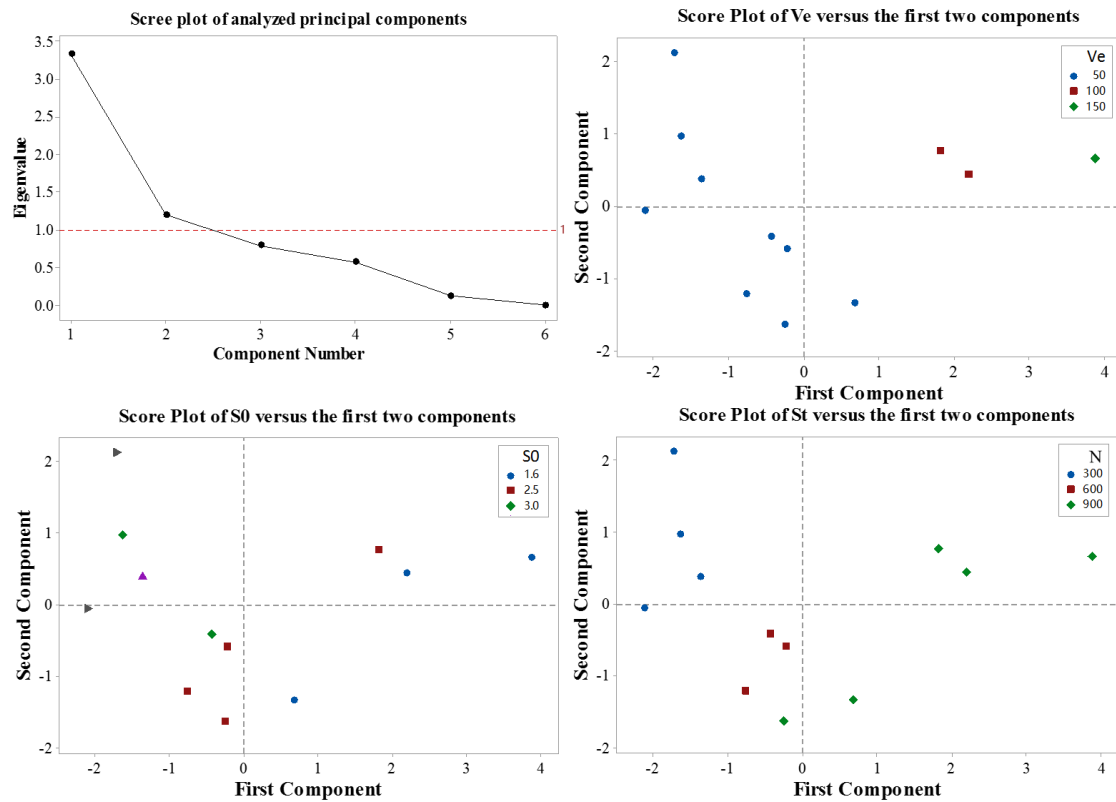 Scree plot of analyzed principal components
3.5
3.0
2.5
2.0
1.5
1.0
0.5
0.0
1
Eigenvalue
1 2 3 4 5 6
Component Number
Score Plot of Ve versus the first two components
Ve
50
100
150
2
1
0
-1
-2
Second Component
-2 -1 0 1 2 3 4
First Component
Score Plot of S0 versus the first two components
S0
1.6
2.5
3.0
2
1
0
-1
-2
Second Component
-2 -1 0 1 2 3 4
First Component
Score Plot of St versus the first two components
N
300
600
900
2
1
0
-1
-2
Second Component
-2 -1 0 1 2 3 4
First Component